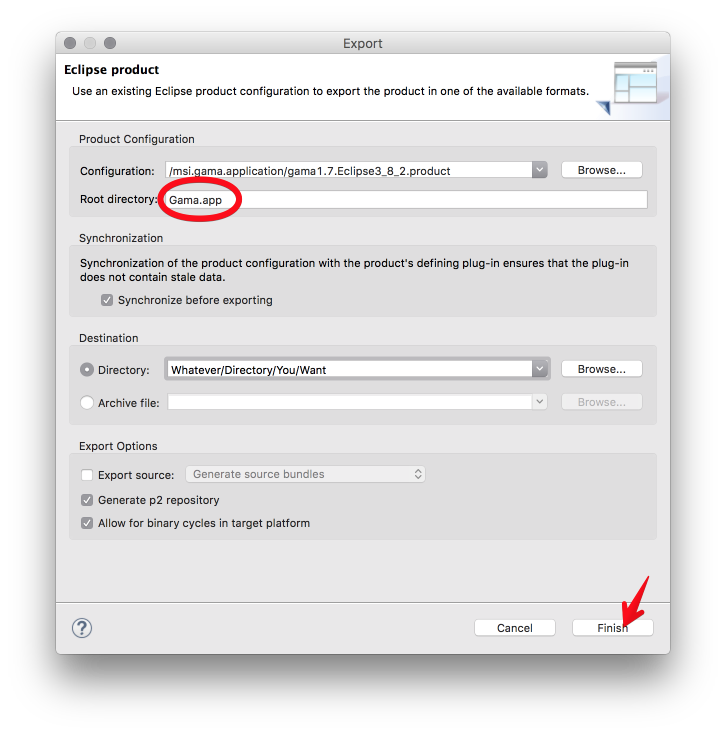 Export
Eclipse product
Use an existing Eclipse product configuration to export the product in one of the available formats.
Product Configuration
Configuration: /msi.gama.application/gama1.7.Eclipse3_8_2.product Browse...
Root directory: Gama.app
Synchronization
Synchronization of the product configuration with the product's defining plug-in ensures that the plug-in
does not contain stale data.
Synchronize before exporting
Destination
Directory: Whatever/Directory/You/Want Browse...
Archive file: Browse...
Export Options
Export source: Generate source bundles
Generate p2 repository
Allow for binary cycles in target platform
? Cancel Finish